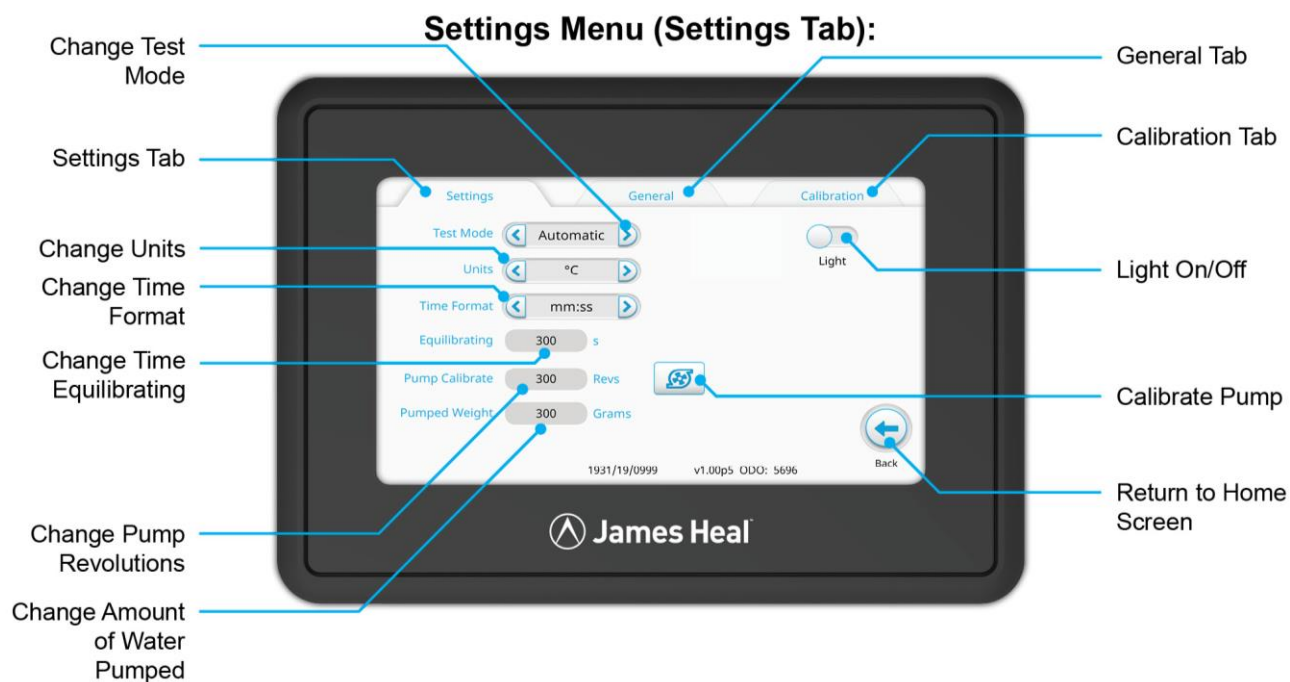 Settings Menu (Settings Tab):
Change Test
Mode
General Tab
Calibration Tab
Settings Tab
Change Units
Change Time
Format
Light On/Off
Change Time
Equilibrating
Calibrate Pump
Return to Home
Screen
Change Pump
Revolutions
Change Amount
of Water
Pumped
Settings
General
Calibration
Test Mode
Automatic
Light
Units
°C
Time Format
mm:ss
Equilibrating
300
s
Pump Calibrate
300
Revs
Pumped Weight
300
Grams
Back
1931/19/0999 v1.00p5 ODO: 5696
James Heal